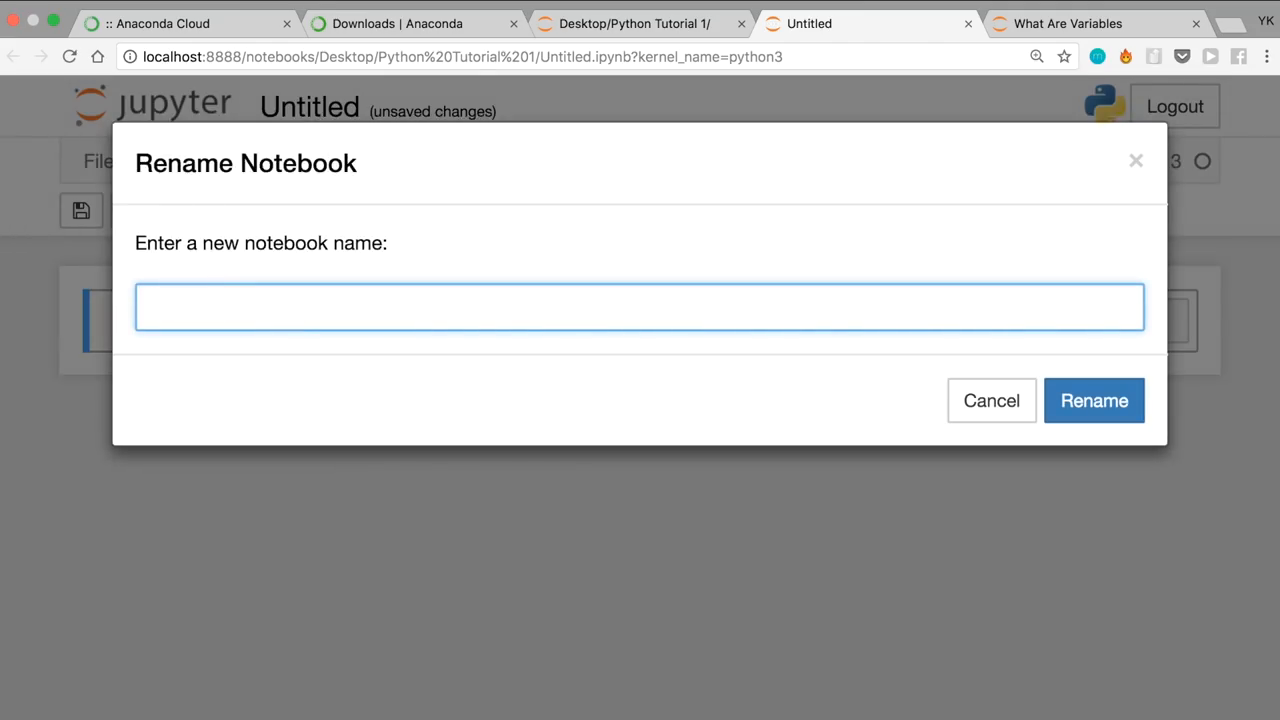 :: Anaconda Cloud
Downloads | Anaconda
Desktop/Python Tutorial 1/
Untitled
What Are Variables
YK
localhost:8888/notebooks/Desktop/Python%20Tutorial%201/Untitled.ipynb?kernel_name=python3
jupyter Untitled (unsaved changes)
Logout
Rename Notebook
File
3
Enter a new notebook name:
Cancel
Rename